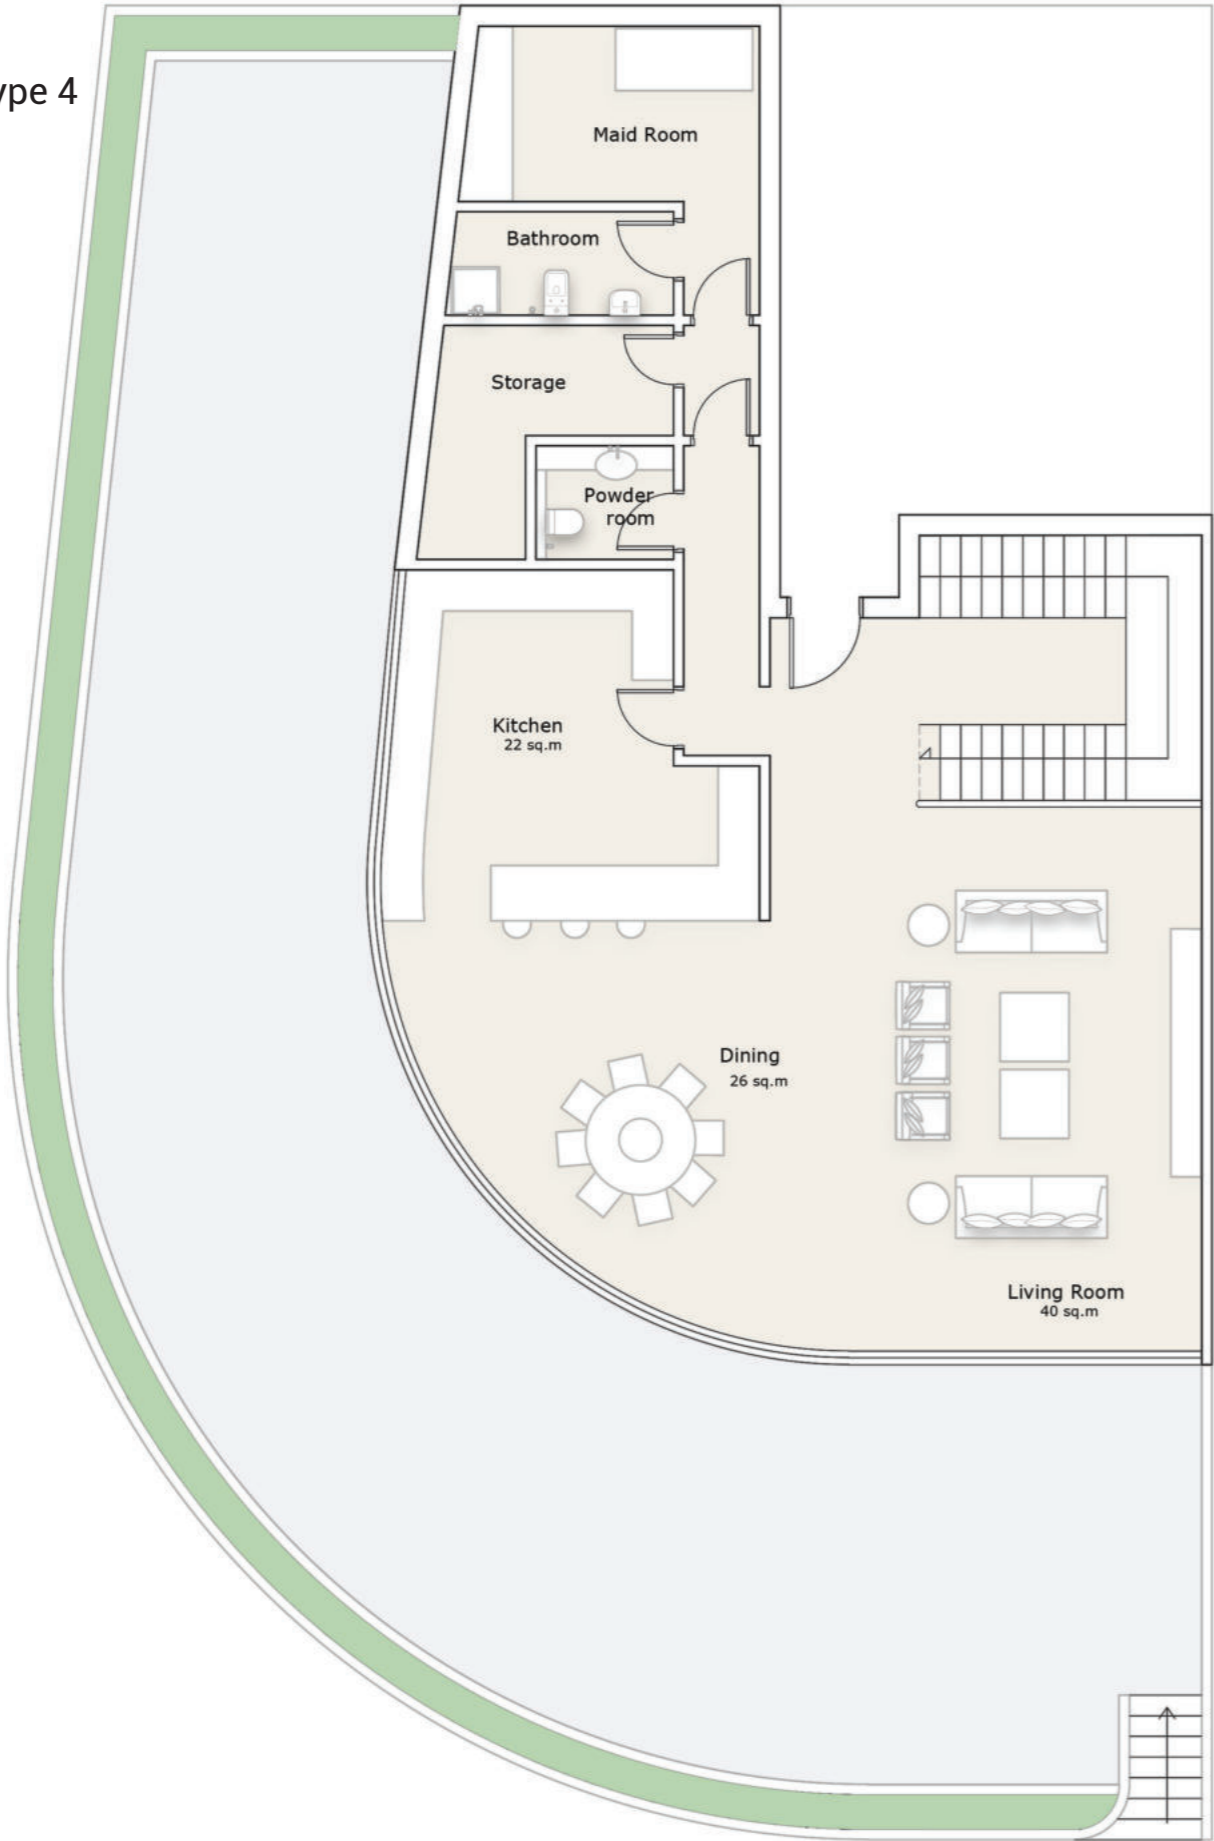 ype 4
Maid Room
Bathroom
Storage
Powder
room
Kitchen
22 sq.m
Dining
26 sq.m
Living Room
40 sq.m